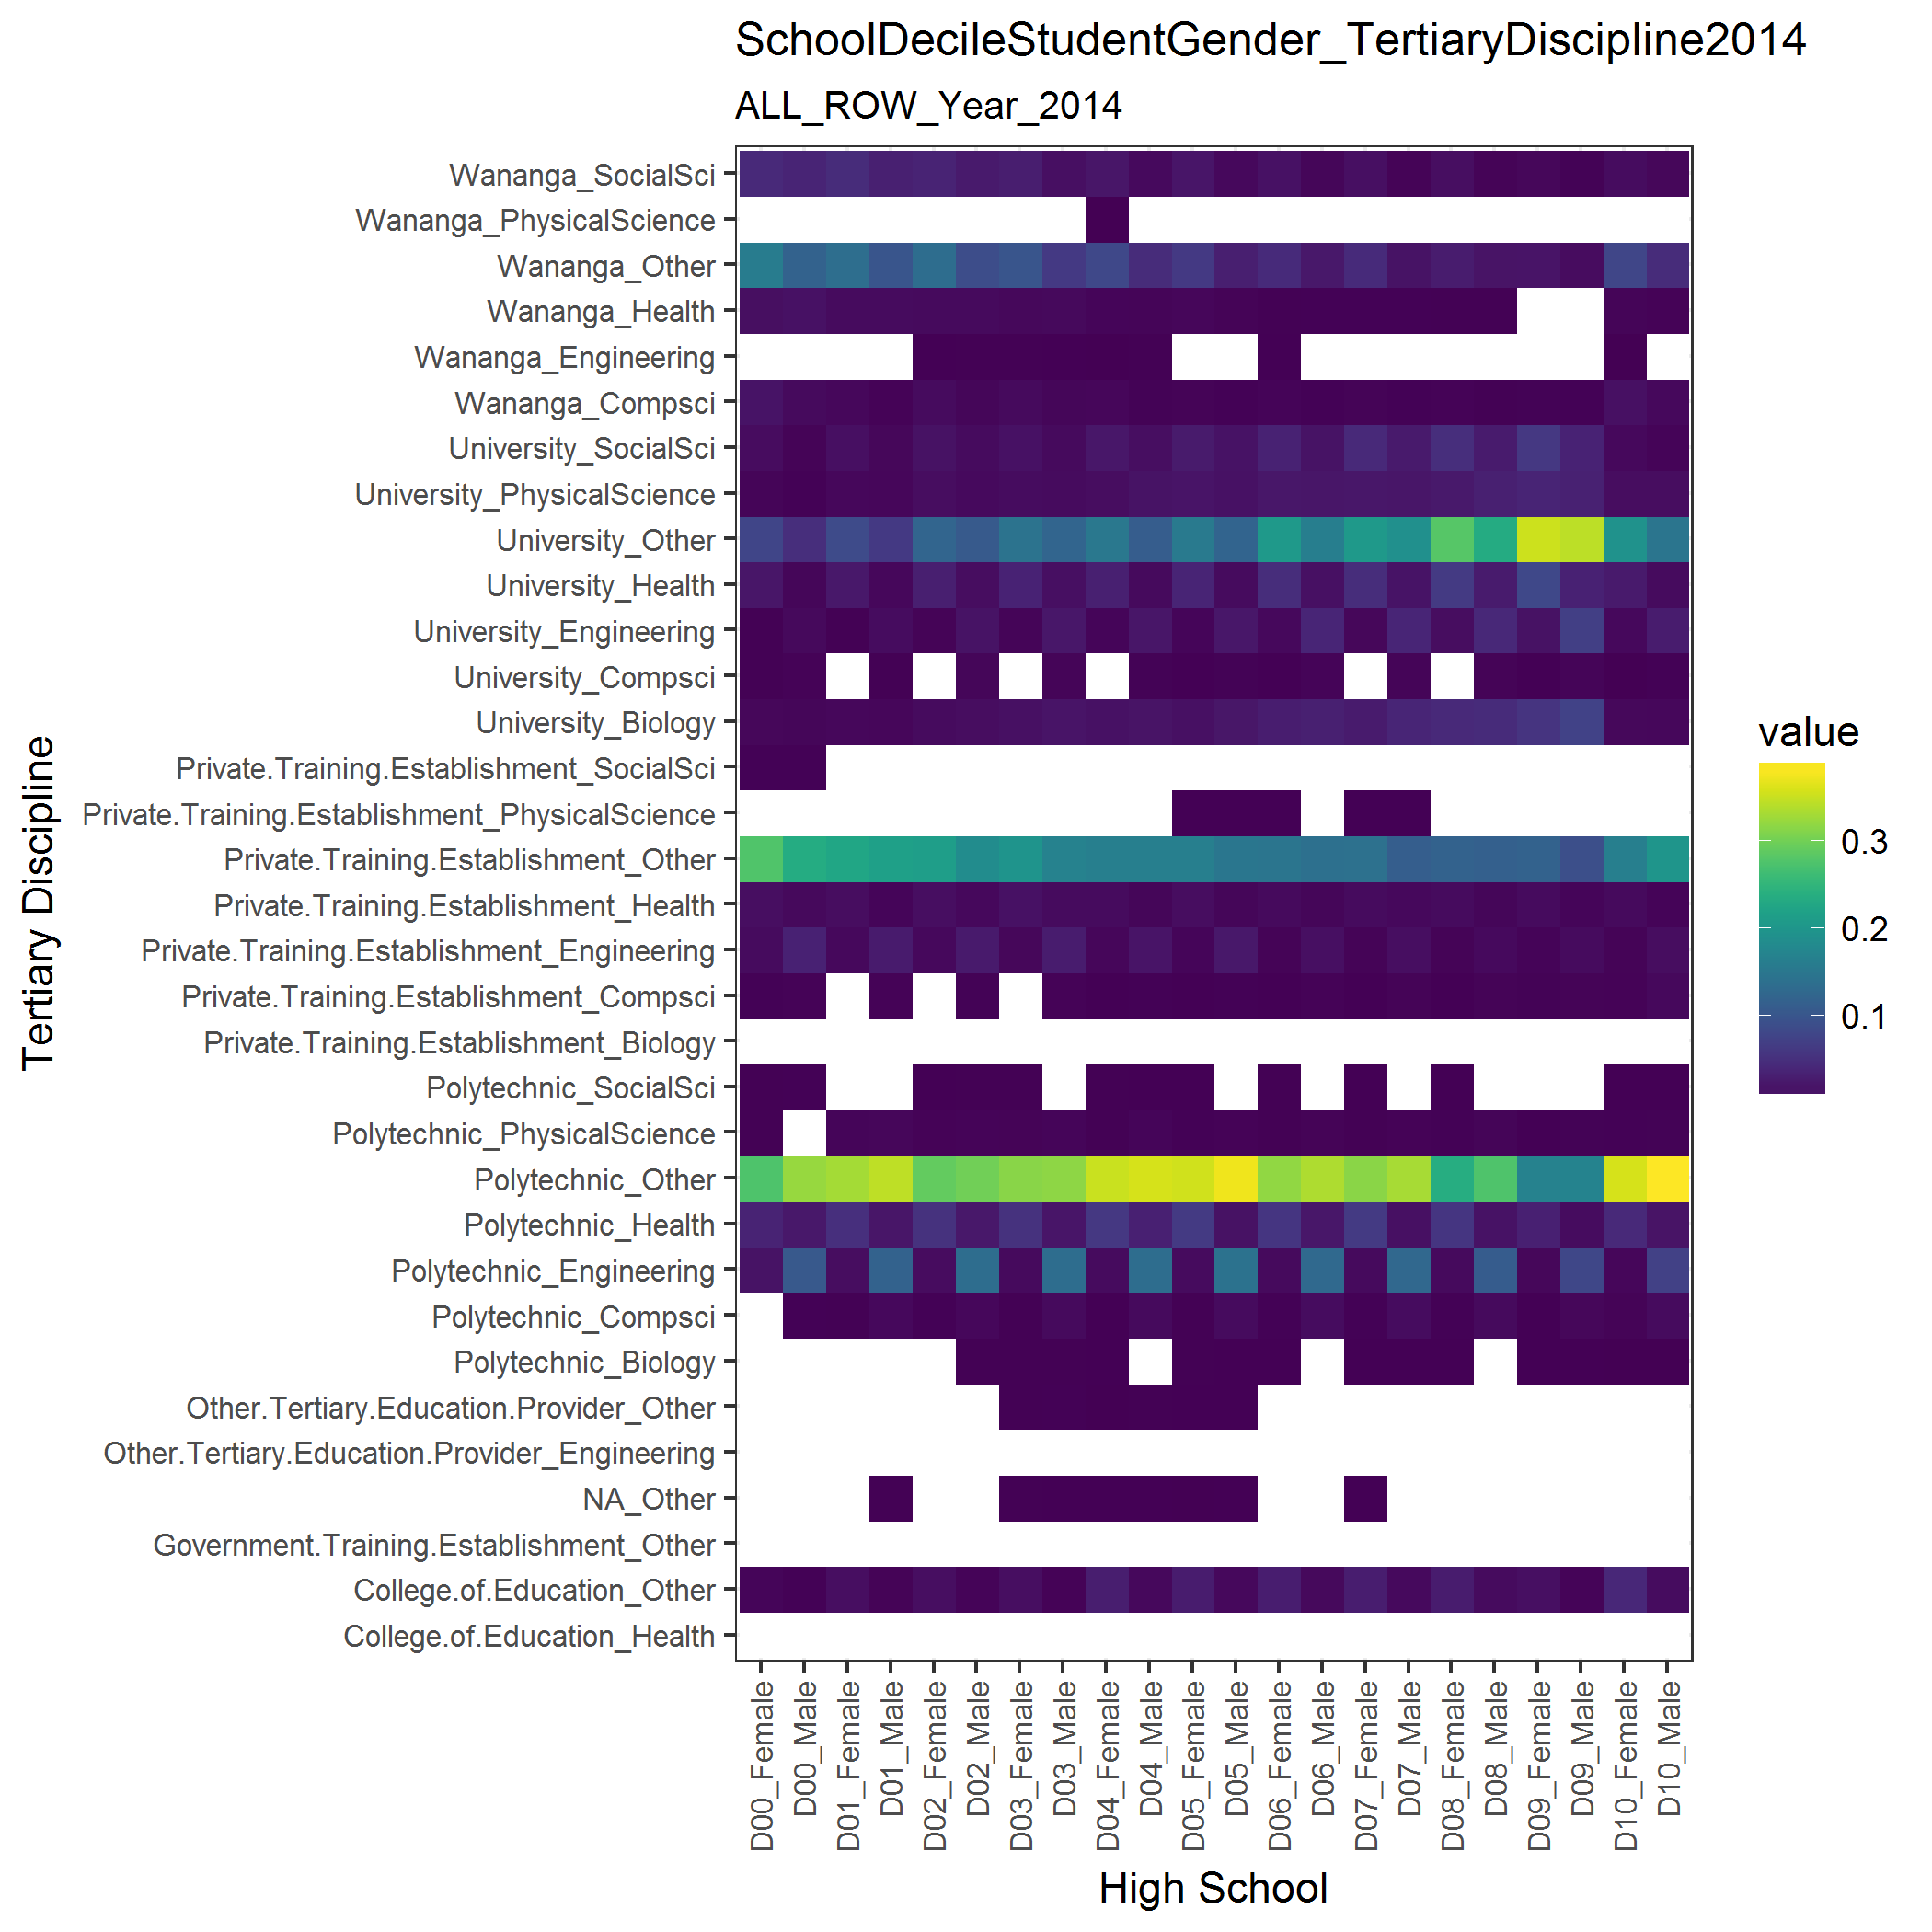 SchoolDecileStudentGender_TertiaryDiscipline2014
ALL_ROW_Year_2014
Tertiary Discipline
Wananga_SocialSci
Wananga_PhysicalScience
Wananga_Other
Wananga_Health
Wananga_Engineering
Wananga_Compsci
University_SocialSci
University_PhysicalScience
University_Other
University_Health
University_Engineering
University_Compsci
University_Biology
Private.Training.Establishment_SocialSci
Private.Training.Establishment_PhysicalScience
Private.Training.Establishment_Other
Private.Training.Establishment_Health
Private.Training.Establishment_Engineering
Private.Training.Establishment_Compsci
Private.Training.Establishment_Biology
Polytechnic_SocialSci
Polytechnic_PhysicalScience
Polytechnic_Other
Polytechnic_Health
Polytechnic_Engineering
Polytechnic_Compsci
Polytechnic_Biology
Other.Tertiary.Education.Provider_Other
Other.Tertiary.Education.Provider_Engineering
NA_Other
Government.Training.Establishment_Other
College.of.Education_Other
College.of.Education_Health
D00_Female
D00_Male
D01_Female
D01_Male
D02_Female
D02_Male
D03_Female
D03_Male
D04_Female
D04_Male
D05_Female
D05_Male
D06_Female
D06_Male
D07_Female
D07_Male
D08_Female
D08_Male
D09_Female
D09_Male
D10_Female
D10_Male
High School
value
0.3
0.2
0.1